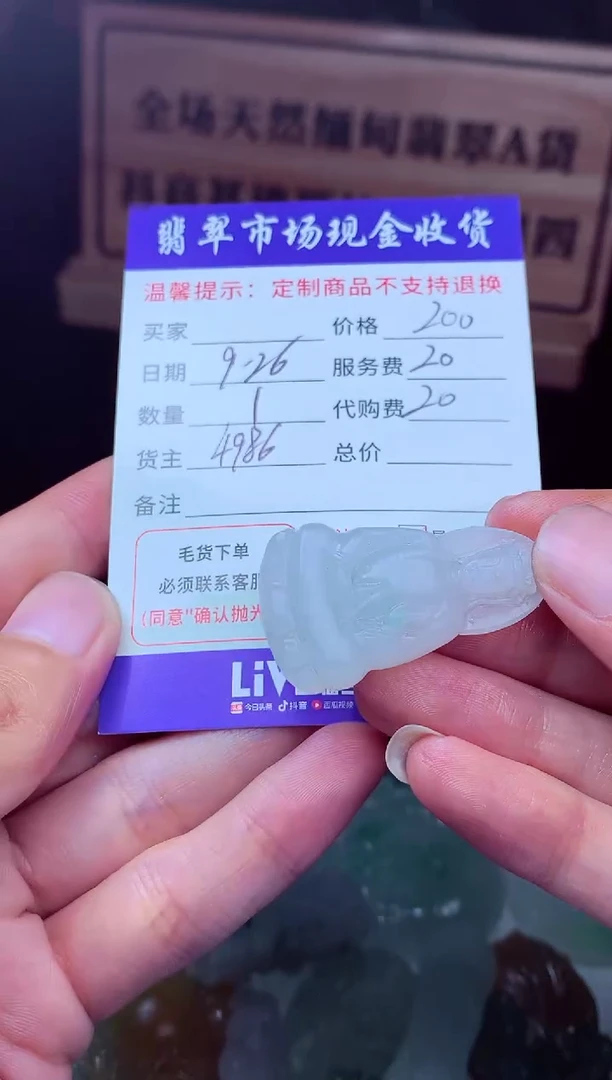 全场天然缅甸翡翠A货
翡翠市场现金收货
温馨提示：定制商品不支持退换
买家 价格 200
日期 9-26 服务费 20
数量 1 代购费 20
货主 4986 总价
备注
毛货下单
必须联系客服
(同意"确认抛光
LiV
今日头条 抖音 西瓜视频